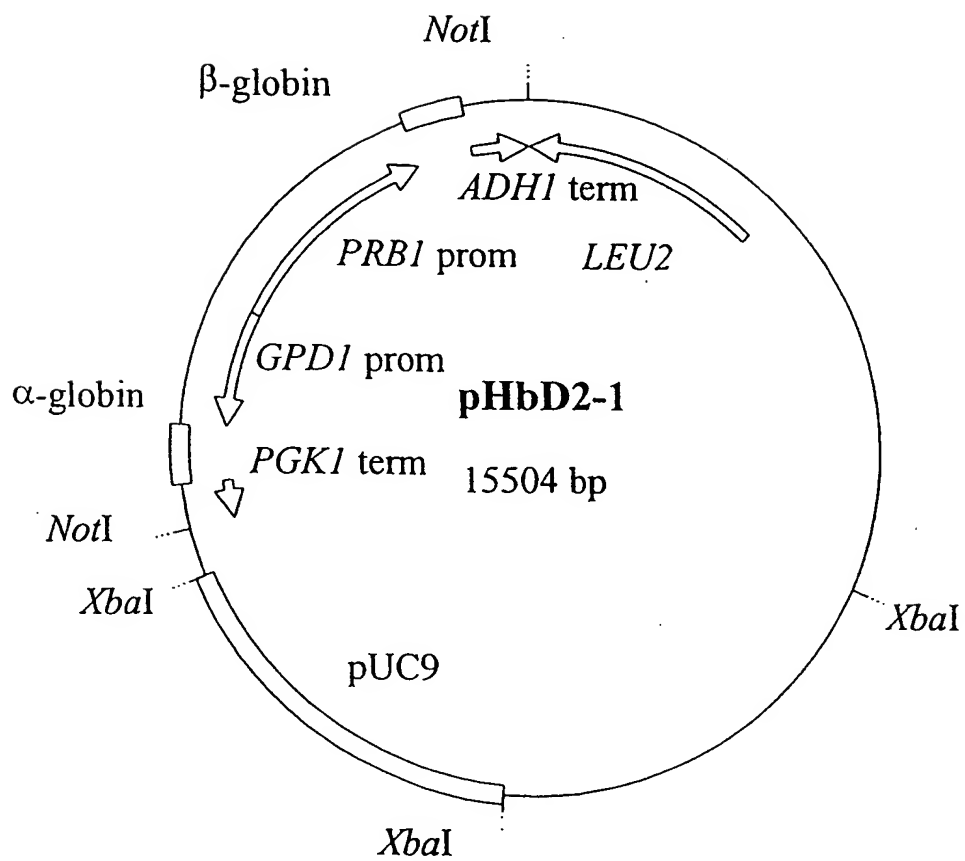 NotI
β-globin
ADH1 term
PRB1 prom
LEU2
GPD1 prom
α-globin
pHbD2-1
PGK1 term
15504 bp
NotI
XbaI
XbaI
pUC9
XbaI